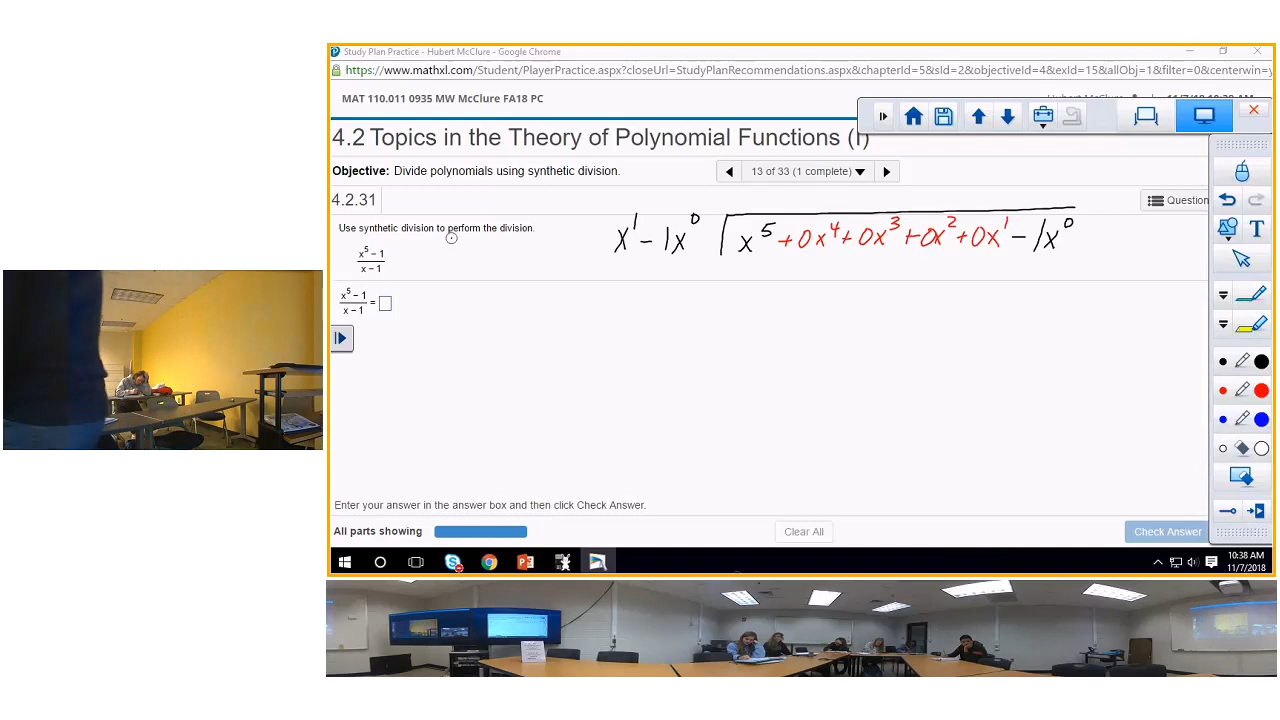 Study Plan Practice - Hubert McClure - Google Chrome
https://www.mathxl.com/Student/PlayerPractice.aspx?closeUrl=StudyPlanRecommendations.aspx&chapterId=5&sId=2&objectiveId=4&exId=15&allObj=1&filter=0&centerwin=y
MAT 110.011 0935 MW McClure FA18 PC
4.2 Topics in the Theory of Polynomial Functions (I)
Objective: Divide polynomials using synthetic division.
13 of 33 (1 complete)
4.2.31
Question
Use synthetic division to perform the division.
x⁵ − 1
x − 1
x¹ − 1x⁰ x⁵ + 0x⁴ + 0x³ + 0x² + 0x¹ − 1x⁰
x⁵ − 1
x − 1
=
T
Enter your answer in the answer box and then click Check Answer.
All parts showing
Clear All
Check Answer
10:38 AM
11/7/2018